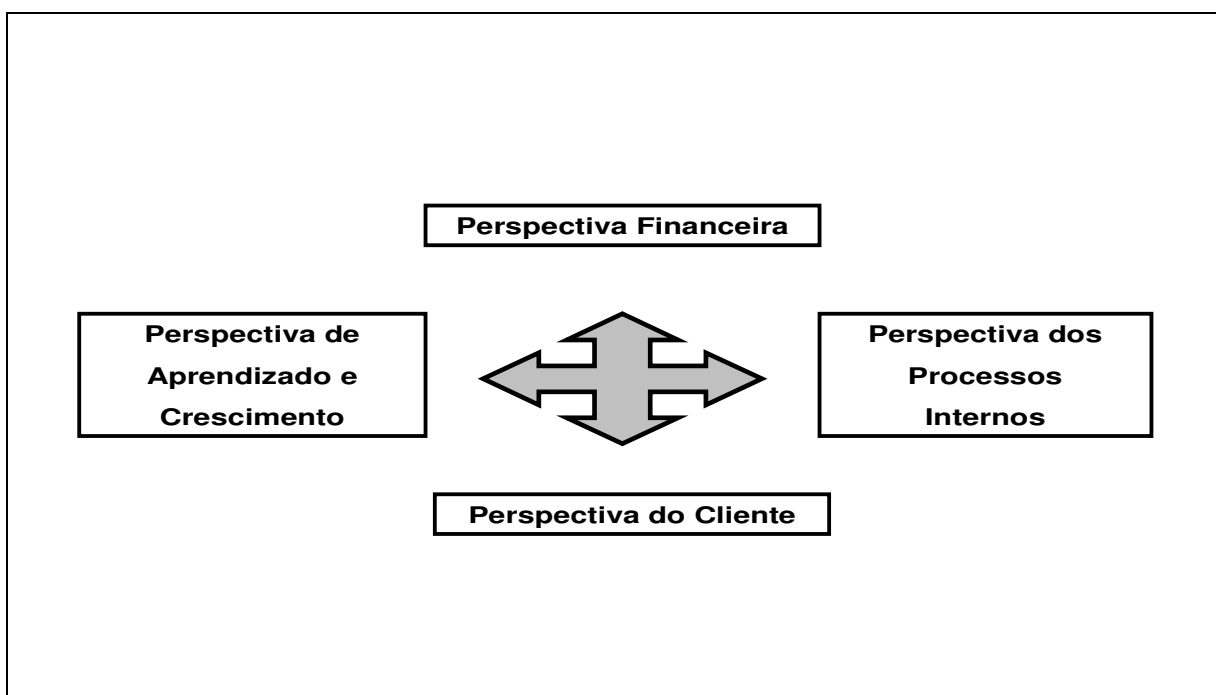 Perspectiva Financeira
Perspectiva de
Aprendizado e
Crescimento
Perspectiva dos
Processos
Internos
Perspectiva do Cliente